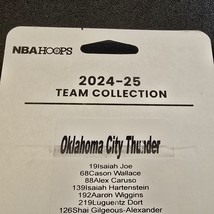 NBA HOOPS
2024-25
TEAM COLLECTION
Oklahoma City Thunder
19Isaiah Joe
68Cason Wallace
88Alex Caruso
139Isaiah Hartenstein
192Aaron Wiggins
219Luguentz Dort
126Shai Gilgeous-Alexander